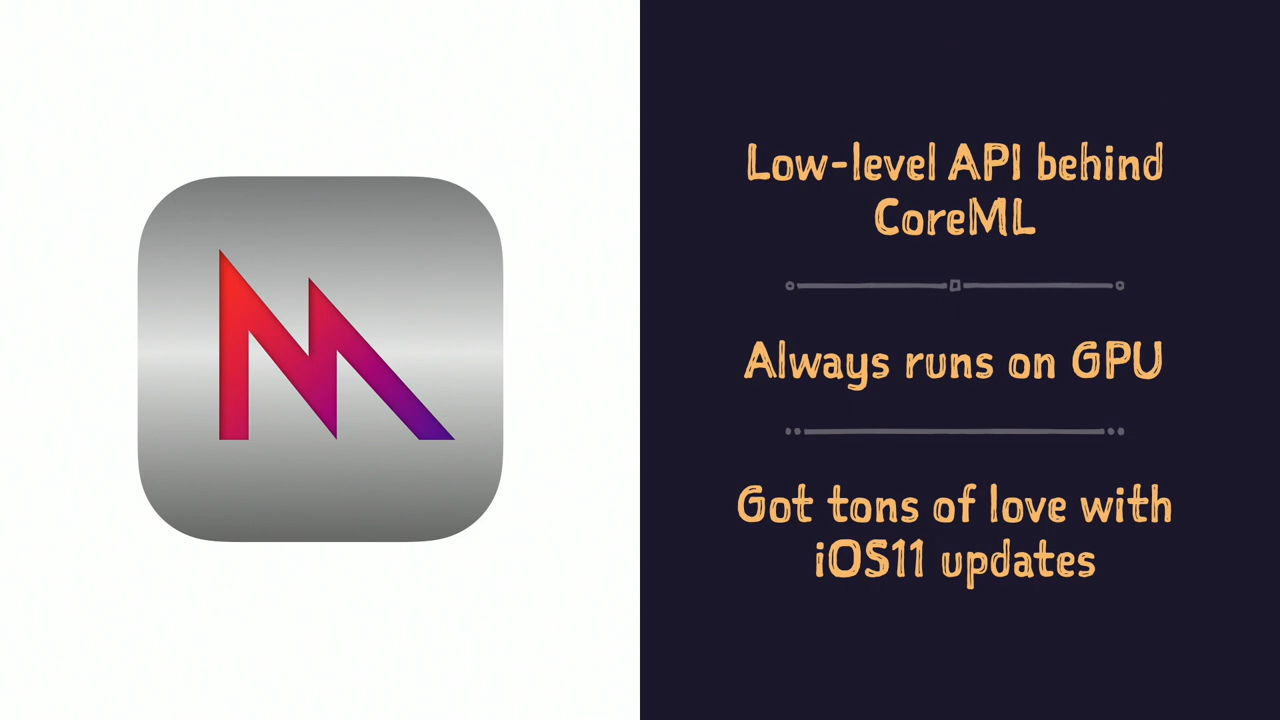 Low-level API behind
CoreML
Always runs on GPU
Got tons of love with
iOS11 updates